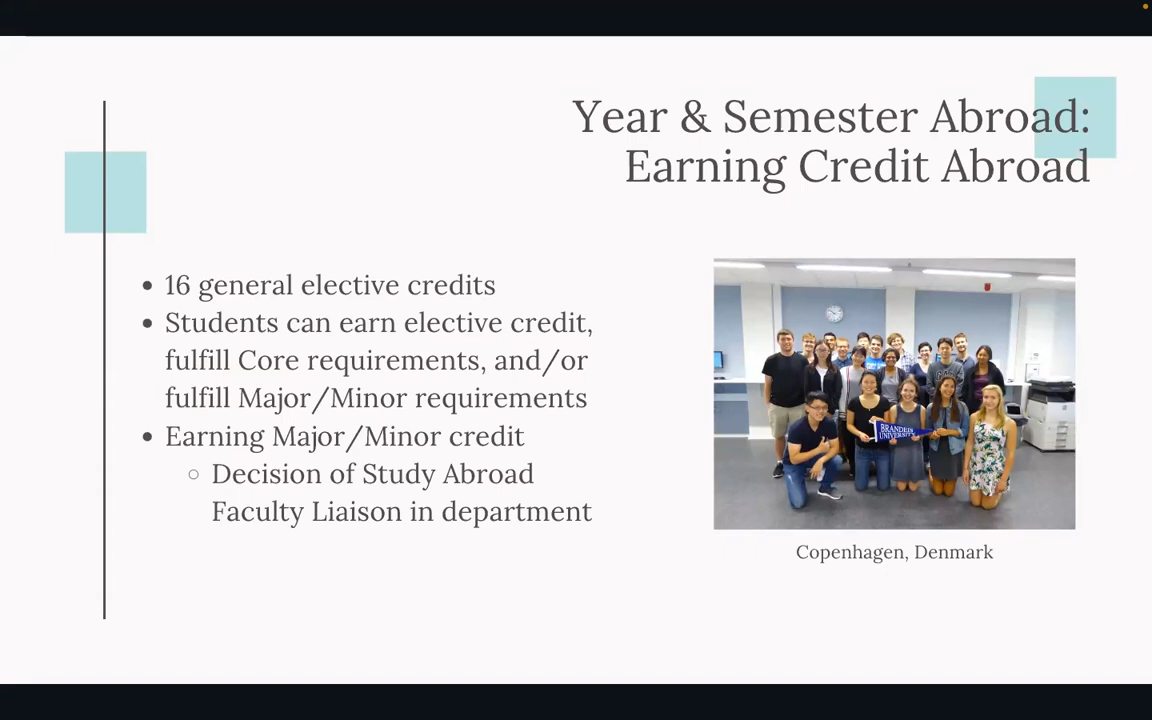 Year & Semester Abroad:
Earning Credit Abroad
• 16 general elective credits
• Students can earn elective credit,
fulfill Core requirements, and/or
fulfill Major/Minor requirements
• Earning Major/Minor credit
○ Decision of Study Abroad
Faculty Liaison in department
BRANDEIS
UNIVERSITY
Copenhagen, Denmark